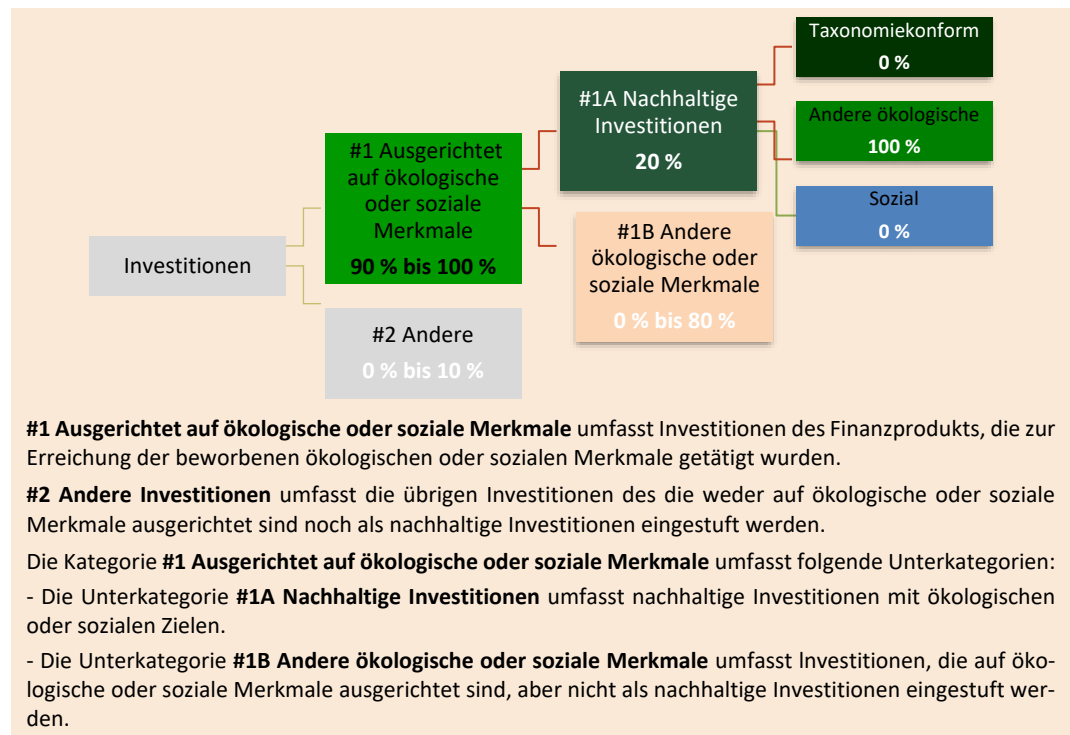 Investitionen
#1 Ausgerichtet
auf ökologische
oder soziale
Merkmale
90 % bis 100 %
#2 Andere
0 % bis 10 %
#1A Nachhaltige
Investitionen
20 %
#1B Andere
ökologische oder
soziale Merkmale
0 % bis 80 %
Taxonomiekonform
0 %
Andere ökologische
100 %
Sozial
0 %
#1 Ausgerichtet auf ökologische oder soziale Merkmale umfasst Investitionen des Finanzprodukts, die zur
Erreichung der beworbenen ökologischen oder sozialen Merkmale getätigt wurden.
#2 Andere Investitionen umfasst die übrigen Investitionen des die weder auf ökologische oder soziale
Merkmale ausgerichtet sind noch als nachhaltige Investitionen eingestuft werden.
Die Kategorie #1 Ausgerichtet auf ökologische oder soziale Merkmale umfasst folgende Unterkategorien:
- Die Unterkategorie #1A Nachhaltige Investitionen umfasst nachhaltige Investitionen mit ökologischen
oder sozialen Zielen.
- Die Unterkategorie #1B Andere ökologische oder soziale Merkmale umfasst Investitionen, die auf öko-
logische oder soziale Merkmale ausgerichtet sind, aber nicht als nachhaltige Investitionen eingestuft wer-
den.